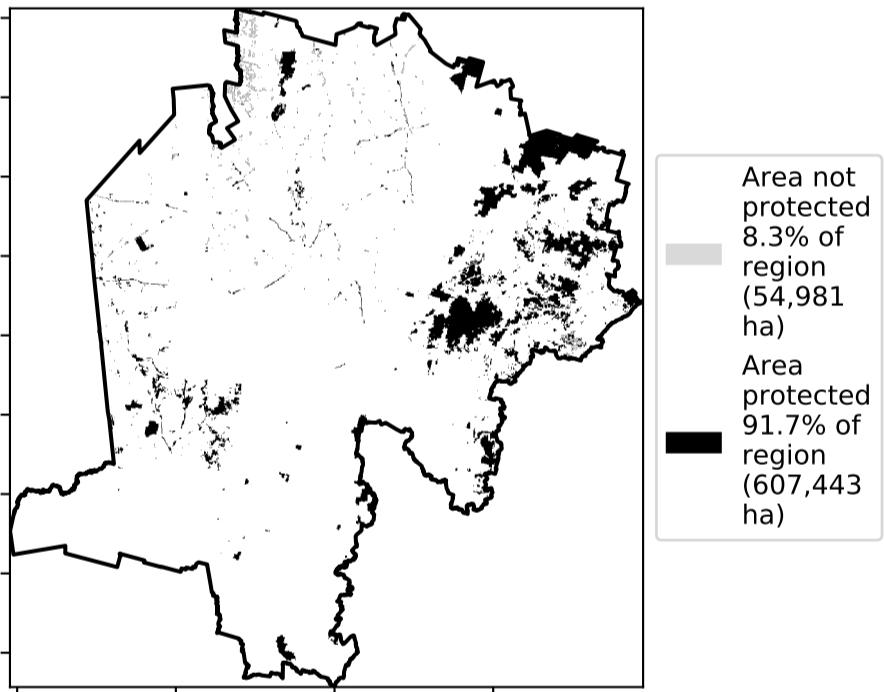 Area not
protected
8.3% of
region
(54,981
ha)
Area
protected
91.7% of
region
(607,443
ha)